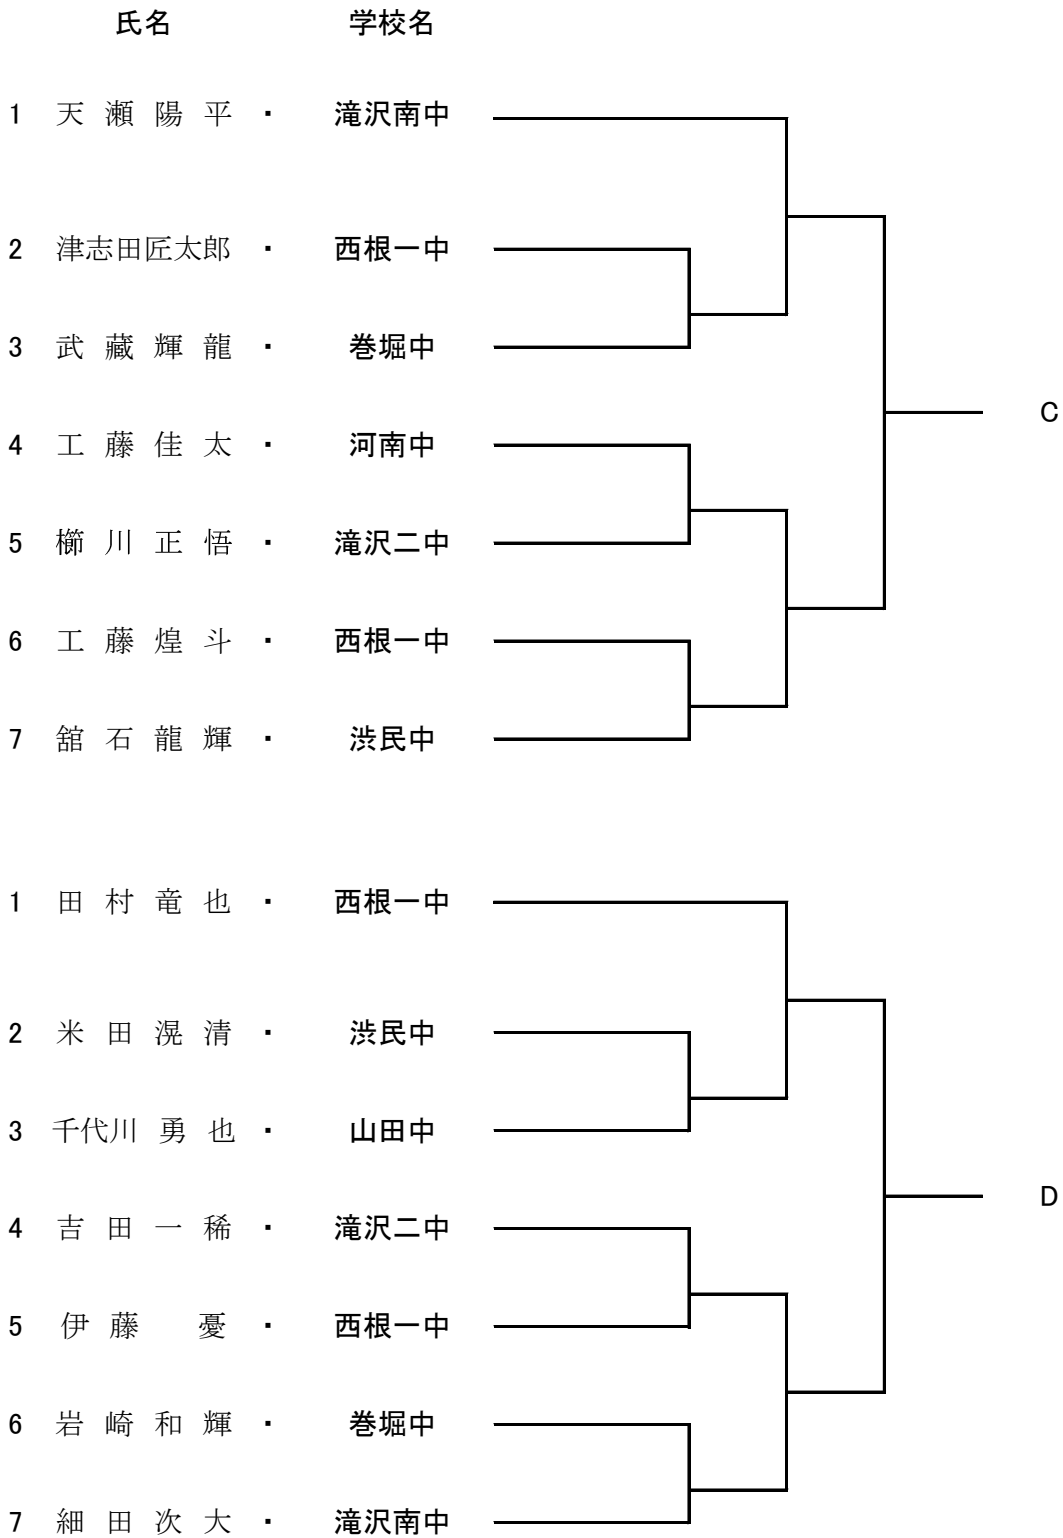 氏名 学校名
1 天瀬陽平 ・ 滝沢南中
2 津志田匠太郎 ・ 西根一中
3 武藏輝龍 ・ 巻堀中
C
4 工藤佳太 ・ 河南中
5 櫛川正悟 ・ 滝沢二中
6 工藤煌斗 ・ 西根一中
7 舘石龍輝 ・ 渋民中
1 田村竜也 ・ 西根一中
2 米田滉清 ・ 渋民中
3 千代川勇也 ・ 山田中
D
4 吉田一稀 ・ 滝沢二中
5 伊藤憂 ・ 西根一中
6 岩崎和輝 ・ 巻堀中
7 細田次大 ・ 滝沢南中